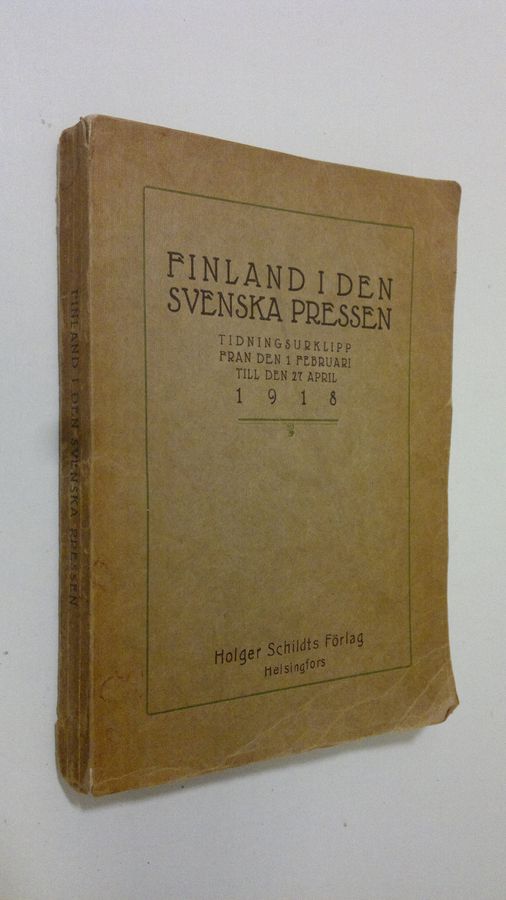 FINLAND I DEN
SVENSKA PRESSEN
TIDNINGSURKLIPP
FRAN DEN 1 FEBRUARI
TILL DEN 27 APRIL
1918
Holger Schildts Förlag
Helsingfors
FINLAND I DEN SVENSKA PRESSEN